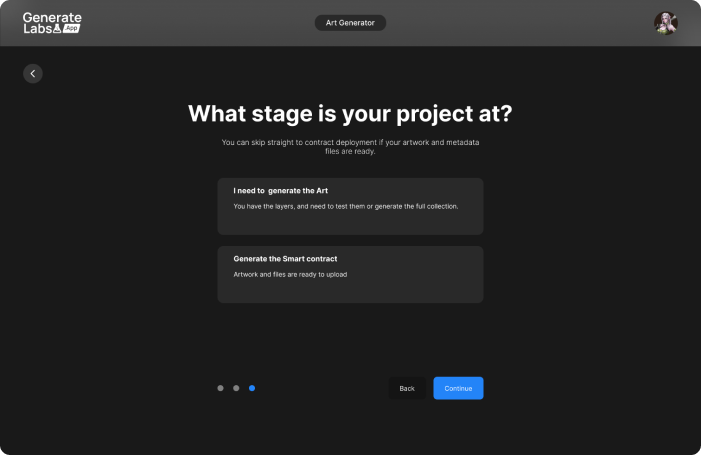 Generate
Labs App
Art Generator
What stage is your project at?
You can skip straight to contract deployment if your artwork and metadata
files are ready.
I need to generate the Art
You have the layers, and need to test them or generate the full collection.
Generate the Smart contract
Artwork and files are ready to upload
Back
Continue